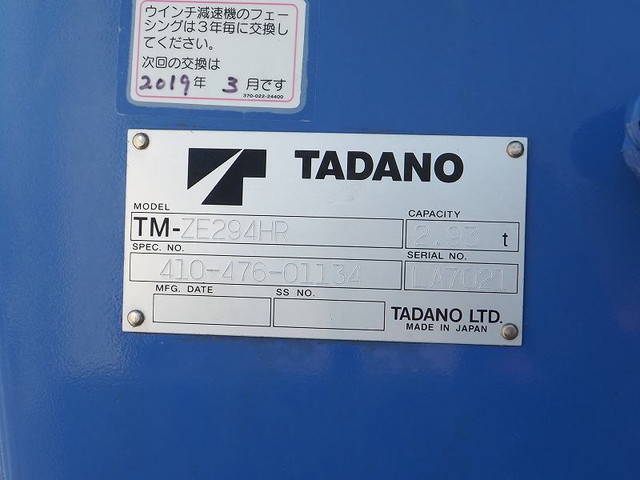 ウインチ減速機のフェー
シングは3年毎に交換し
てください。
次回の交換は
2019年 3月です
370-022-24400
TADANO
MODEL CAPACITY
TM-ZE294HR 2.93 t
SPEC. NO. SERIAL NO.
410-476-01134 LA7021
MFG. DATE SS NO.
TADANO LTD.
MADE IN JAPAN